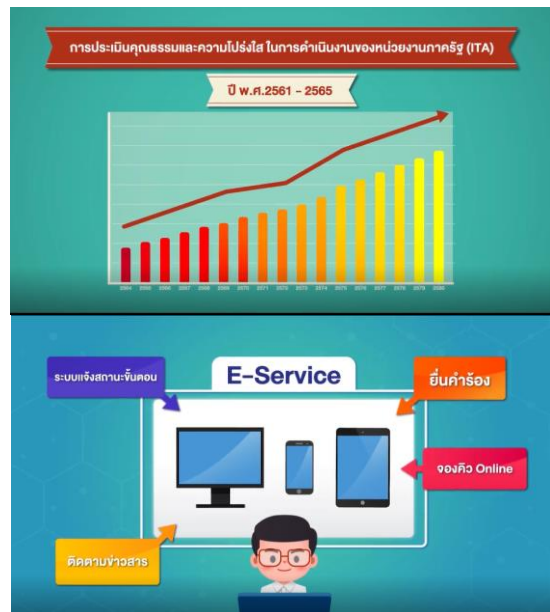 การประเมินคุณธรรมและความโปร่งใส ในการดำเนินงานของหน่วยงานภาครัฐ (ITA)
ปี พ.ศ.2561 - 2565
E-Service
ระบบแจ้งสถานะขั้นตอน
ยื่นคำร้อง
จองคิว Online
ติดตามข่าวสาร